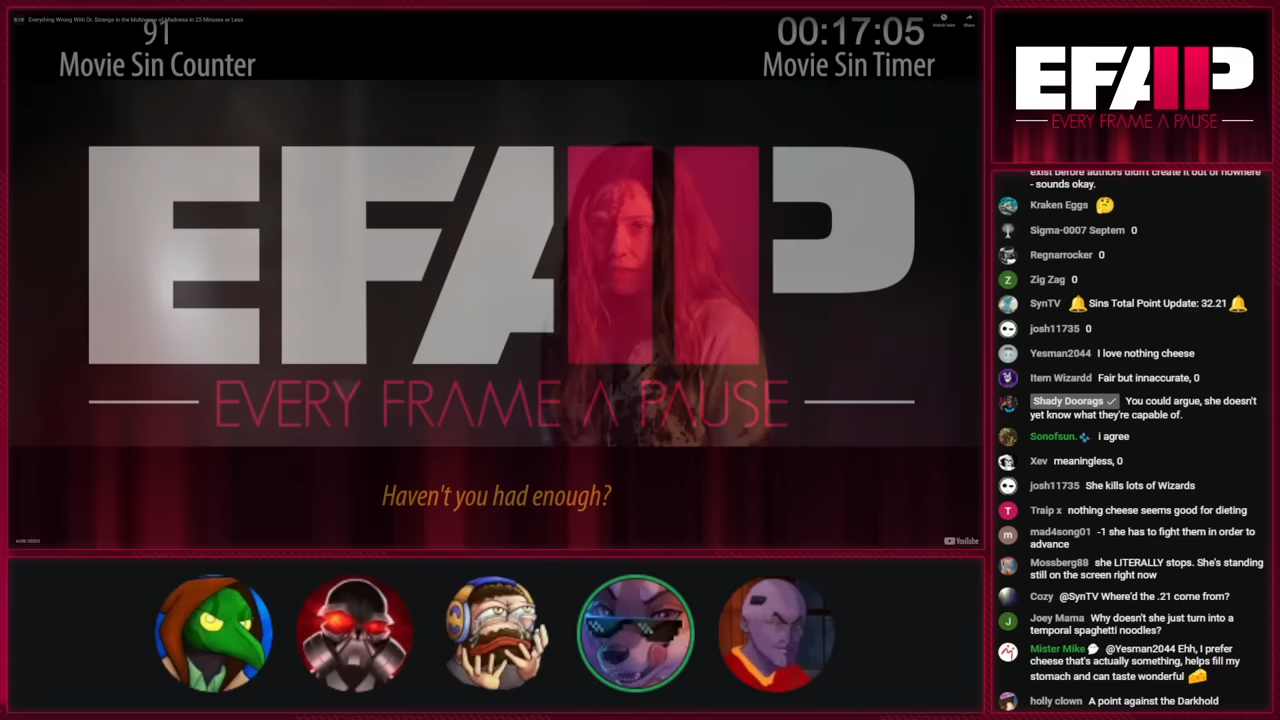 Everything Wrong With Dr. Strange in the Multiverse of Madness in 25 Minutes or Less
91
Movie Sin Counter
00:17:05
Movie Sin Timer
Watch later
Share
EFAP
EVERY FRAME A PAUSE
Haven't you had enough?
MORE VIDEOS
YouTube
EFAP
EVERY FRAME A PAUSE
exist before authors didn't create it out of nowhere
- sounds okay.
Kraken Eggs 🤔
Sigma-0007 Septem 0
Regnarrocker 0
Z
Zig Zag 0
SynTV 🔔 Sins Total Point Update: 32.21 🔔
josh11735 0
Yesman2044 I love nothing cheese
Item Wizardd Fair but innaccurate, 0
Shady Doorags ✓ You could argue, she doesn't
yet know what they're capable of.
Sonofsun. i agree
Xev meaningless, 0
josh11735 She kills lots of Wizards
T
Traip x nothing cheese seems good for dieting
m
mad4song01 -1 she has to fight them in order to
advance
Mossberg88 she LITERALLY stops. She's standing
still on the screen right now
Cozy @SynTV Where'd the .21 come from?
J
Joey Mama Why doesn't she just turn into a
temporal spaghetti noodles?
Mister Mike @Yesman2044 Ehh, I prefer
cheese that's actually something, helps fill my
stomach and can taste wonderful 🧀
holly clown A point against the Darkhold